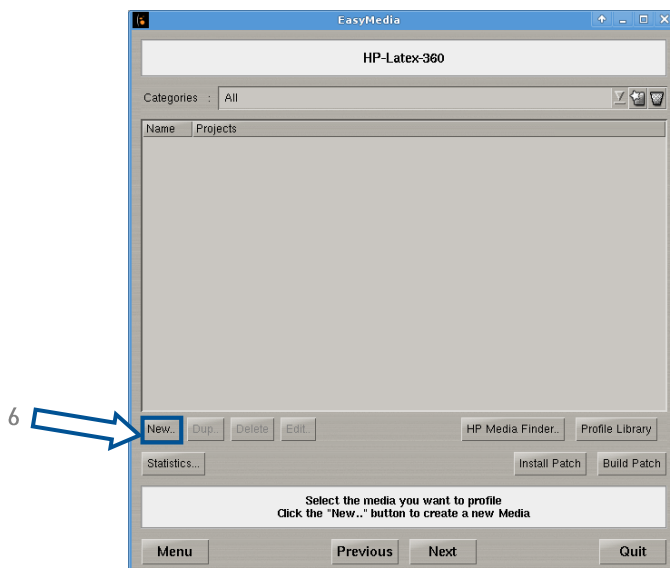 EasyMedia
HP-Latex-360
Categories : All
Name Projects
6
New.. Dup.. Delete Edit.. HP Media Finder.. Profile Library
Statistics... Install Patch Build Patch
Select the media you want to profile
Click the "New.." button to create a new Media
Menu Previous Next Quit